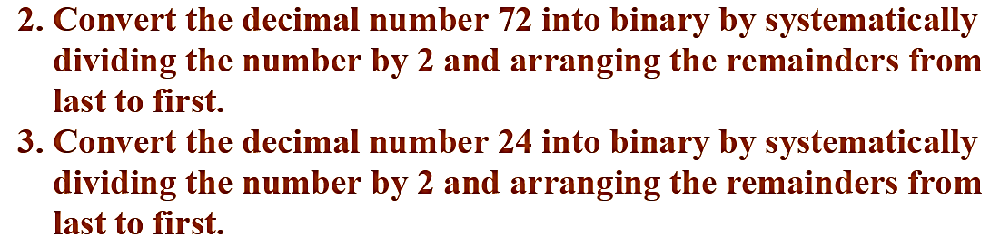 2. Convert the decimal number 72 into binary by systematically
dividing the number by 2 and arranging the remainders from
last to first.
3. Convert the decimal number 24 into binary by systematically
dividing the number by 2 and arranging the remainders from
last to first.